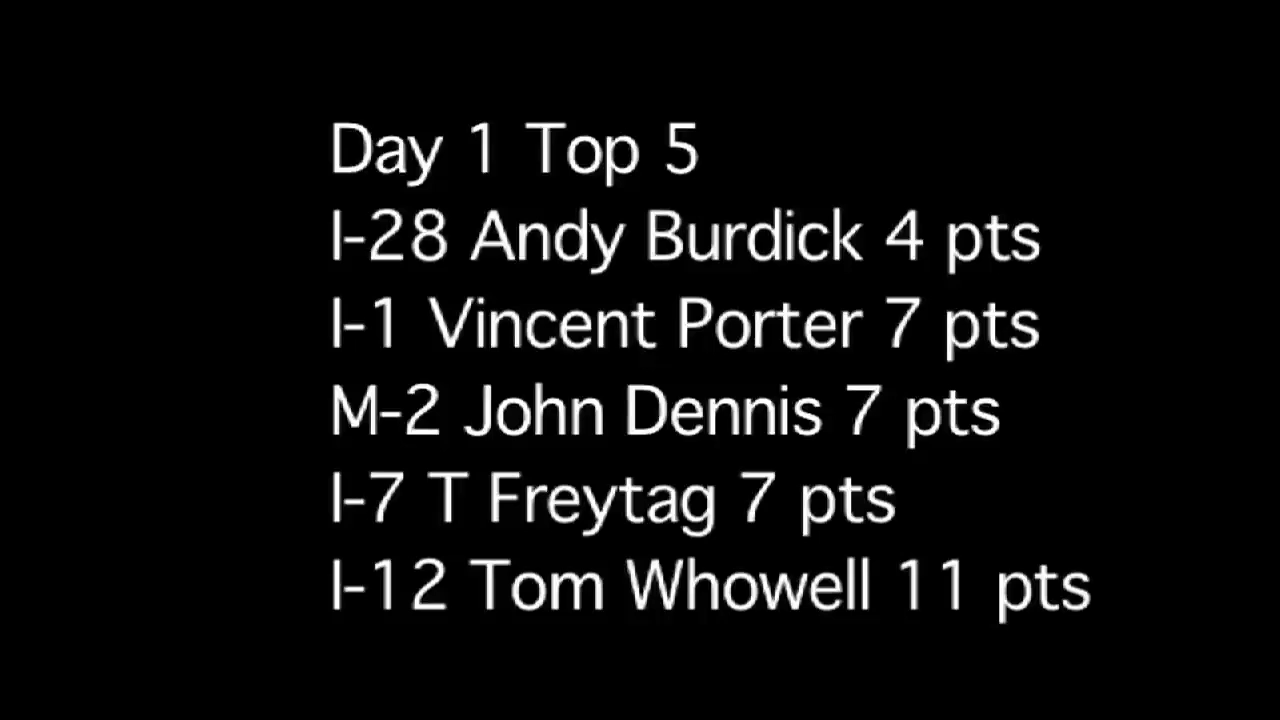 Day 1 Top 5
I-28 Andy Burdick 4 pts
I-1 Vincent Porter 7 pts
M-2 John Dennis 7 pts
I-7 T Freytag 7 pts
I-12 Tom Whowell 11 pts